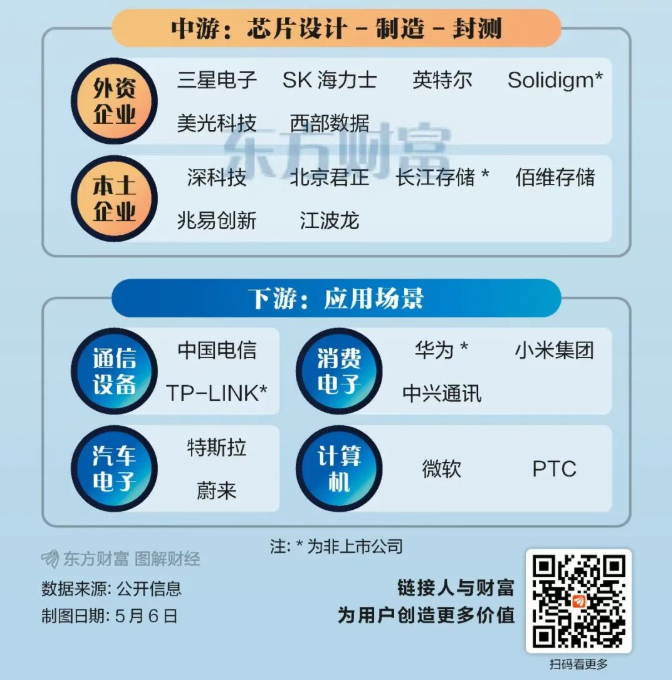 中游：芯片设计-制造-封测
外资
企业
三星电子 SK海力士 英特尔 Solidigm*
美光科技 西部数据
东方财富
本土
企业
深科技 北京君正 长江存储* 佰维存储
兆易创新 江波龙
下游：应用场景
通信
设备
中国电信
TP-LINK*
消费
电子
华为* 小米集团
中兴通讯
汽车
电子
特斯拉
蔚来
计算
机
微软 PTC
注：*为非上市公司
东方财富 图解财经
数据来源：公开信息
制图日期：5月6日
链接人与财富
为用户创造更多价值
扫码看更多